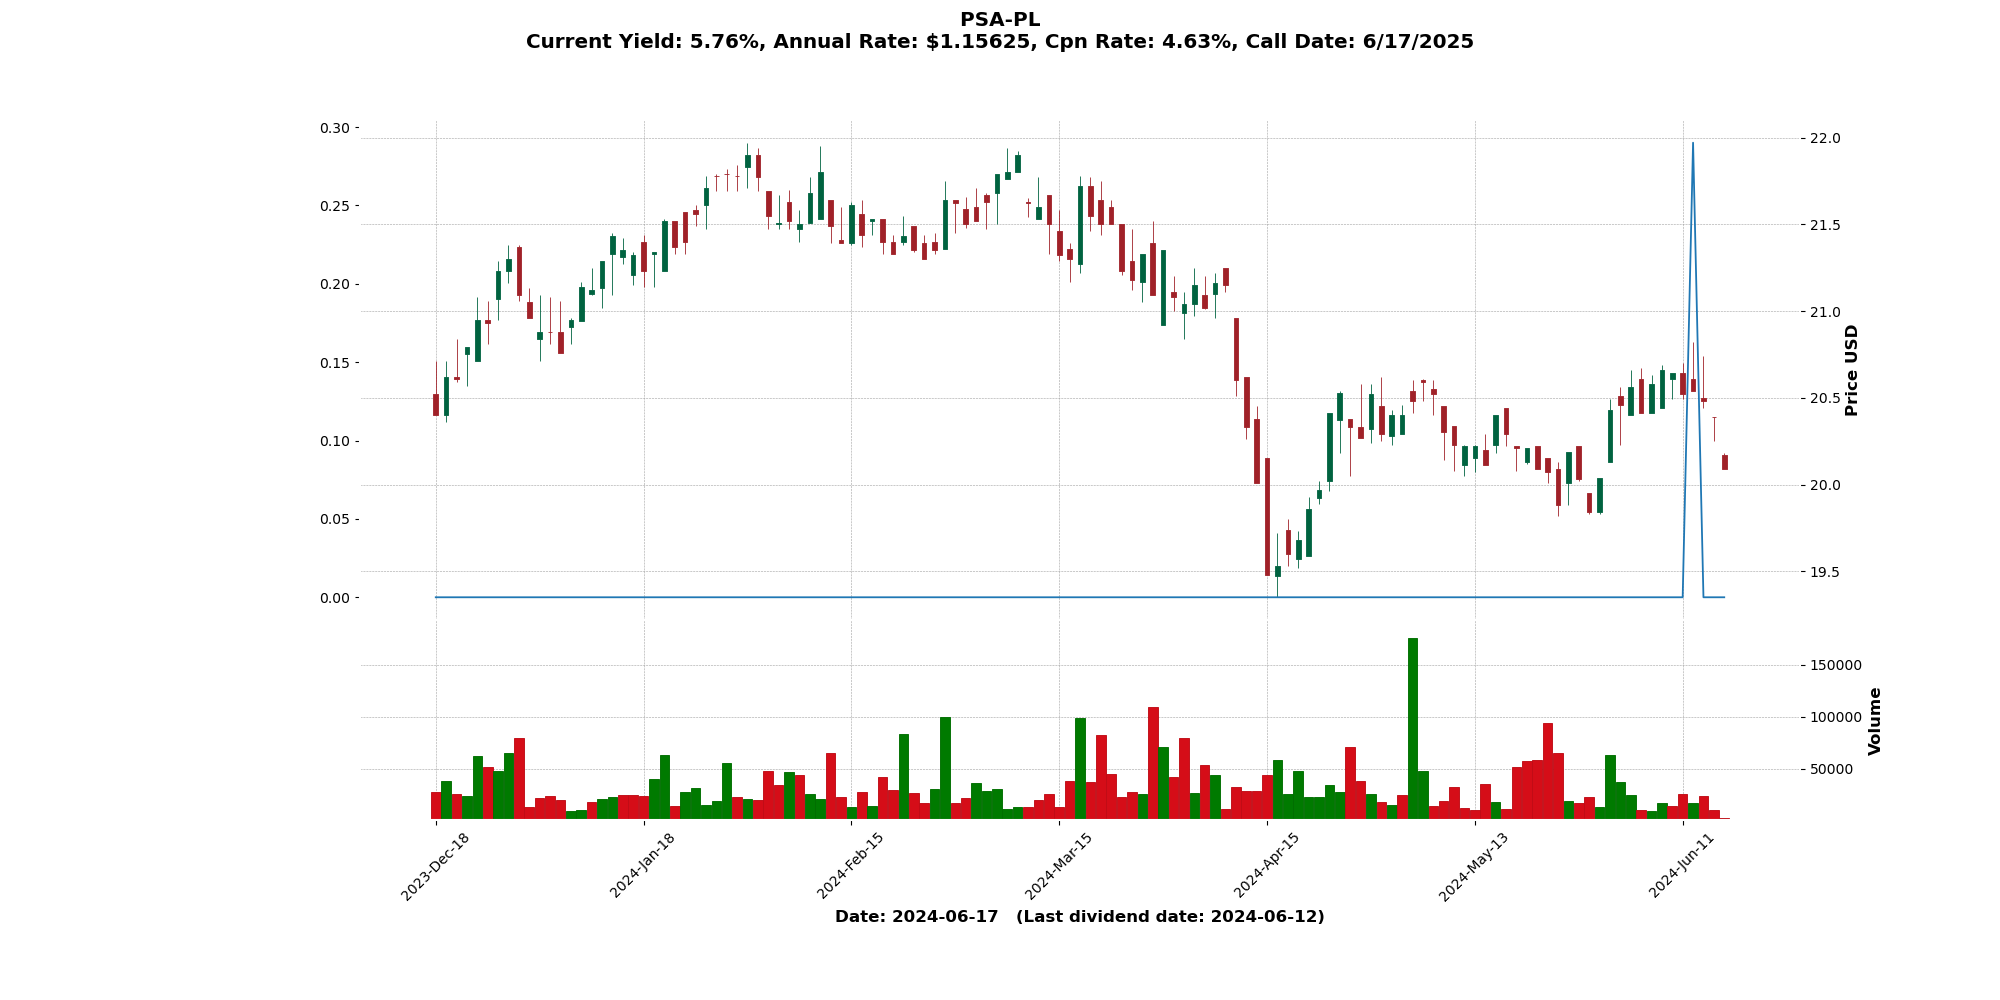 PSA-PL
Current Yield: 5.76%, Annual Rate: $1.15625, Cpn Rate: 4.63%, Call Date: 6/17/2025
0.30
0.25
0.20
0.15
0.10
0.05
0.00
22.0
21.5
21.0
20.5
20.0
19.5
Price USD
150000
100000
50000
Volume
2023-Dec-18
2024-Jan-18
2024-Feb-15
2024-Mar-15
2024-Apr-15
2024-May-13
2024-Jun-11
Date: 2024-06-17   (Last dividend date: 2024-06-12)